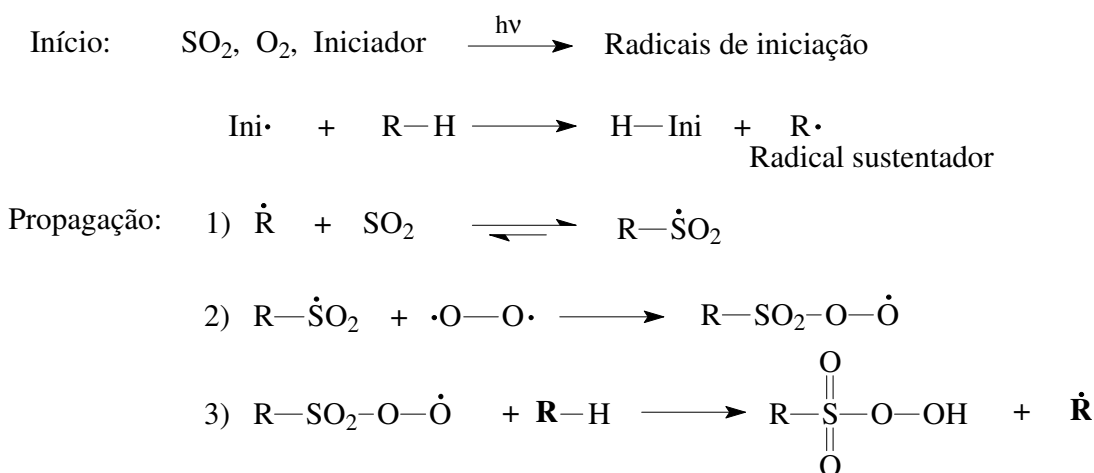 Início: SO₂, O₂, Iniciador hν Radicais de iniciação
Ini· + R—H H—Ini + R·
Radical sustentador
Propagação: 1) Ṙ + SO₂ R—ṠO₂
2) R—ṠO₂ + ·O—O· R—SO₂-O—Ȯ
O
3) R—SO₂-O—Ȯ + R—H R—S—O—OH + Ṙ
O